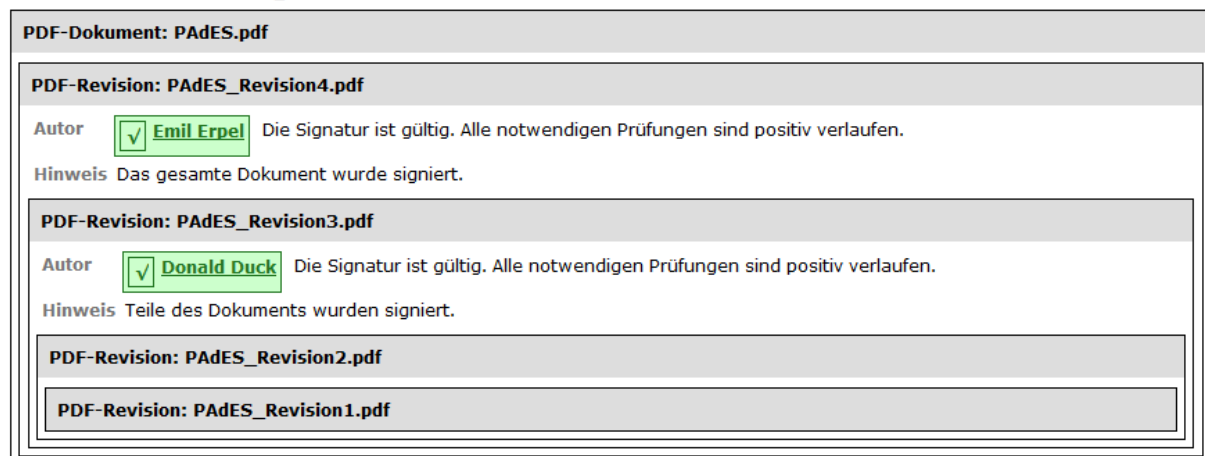 PDF-Dokument: PAdES.pdf
PDF-Revision: PAdES_Revision4.pdf
Autor √ Emil Erpel Die Signatur ist gültig. Alle notwendigen Prüfungen sind positiv verlaufen.
Hinweis Das gesamte Dokument wurde signiert.
PDF-Revision: PAdES_Revision3.pdf
Autor √ Donald Duck Die Signatur ist gültig. Alle notwendigen Prüfungen sind positiv verlaufen.
Hinweis Teile des Dokuments wurden signiert.
PDF-Revision: PAdES_Revision2.pdf
PDF-Revision: PAdES_Revision1.pdf